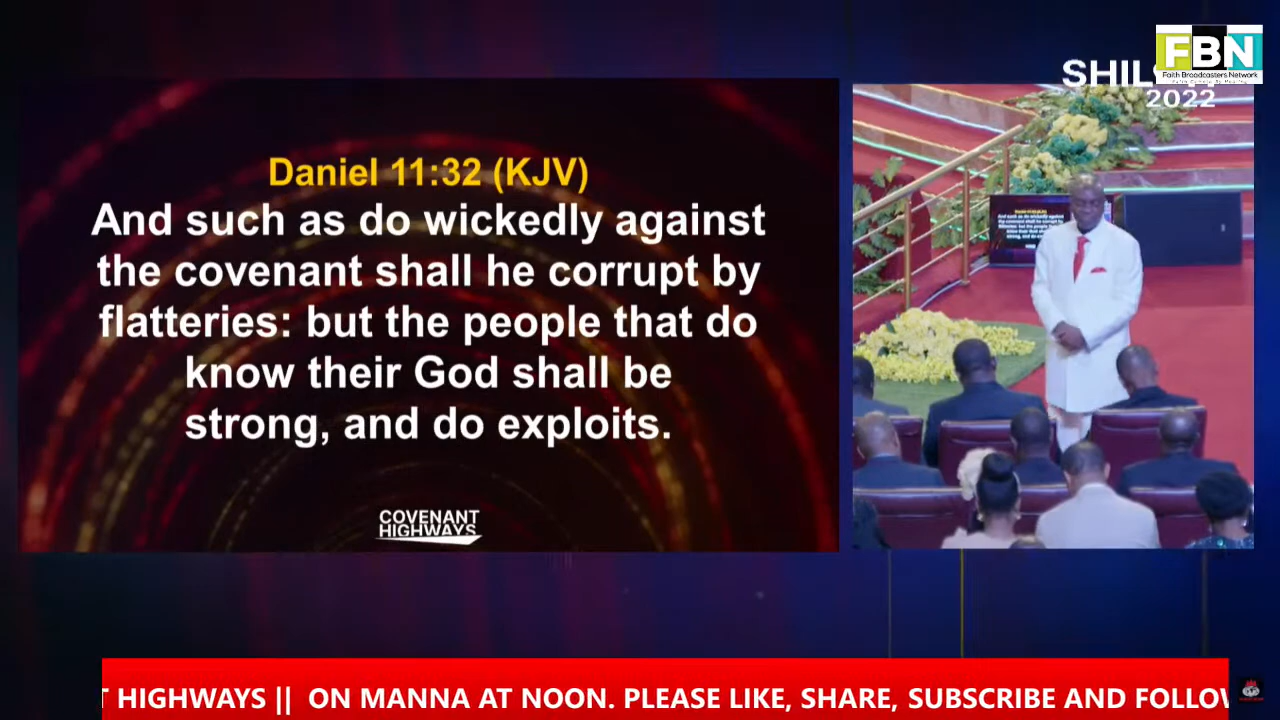 FBN
Faith Broadcasters Network
SHIL
2022
Daniel 11:32 (KJV)
And such as do wickedly against
the covenant shall he corrupt by
flatteries: but the people that do
know their God shall be
strong, and do exploits.
COVENANT
HIGHWAYS
T HIGHWAYS || ON MANNA AT NOON. PLEASE LIKE, SHARE, SUBSCRIBE AND FOLLOW